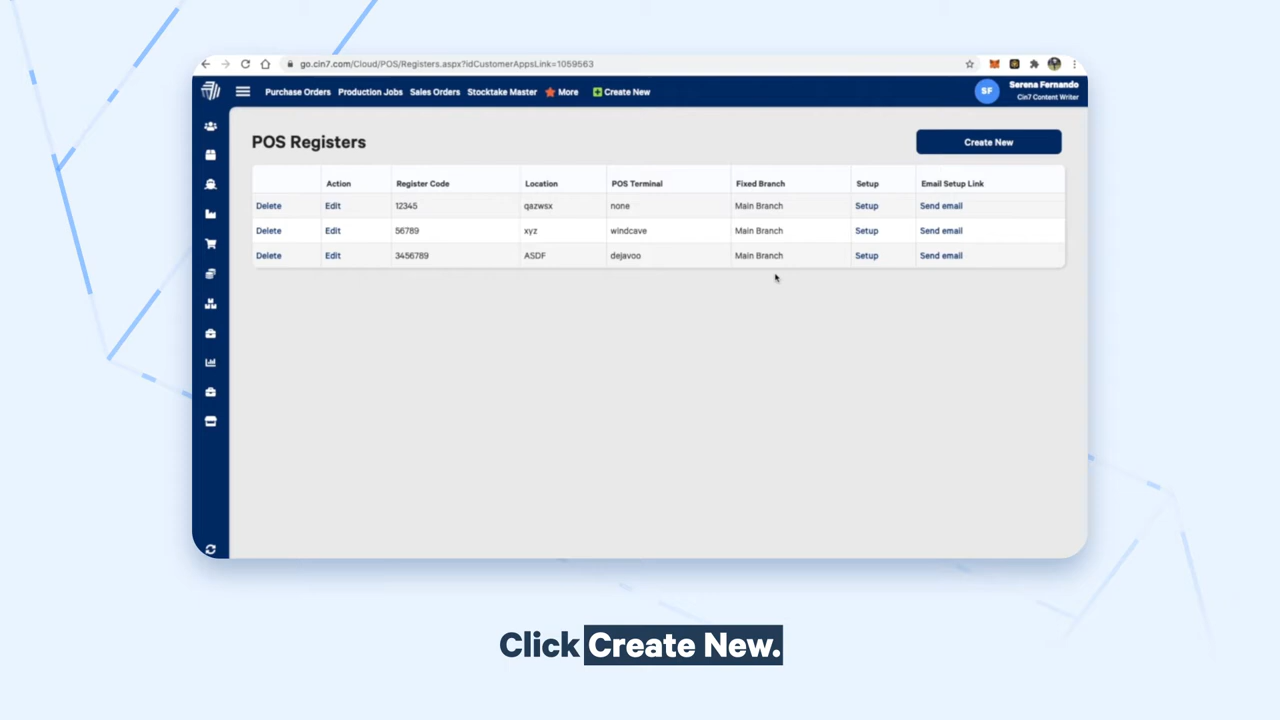 go.cin7.com/Cloud/POS/Registers.aspx?idCustomerAppsLink=1059563
Purchase Orders Production Jobs Sales Orders Stocktake Master More Create New
SF
Serena Fernando
Cin7 Content Writer
POS Registers
Create New
Action Register Code Location POS Terminal Fixed Branch Setup Email Setup Link
Delete Edit 12345 qazwsx none Main Branch Setup Send email
Delete Edit 56789 xyz windcave Main Branch Setup Send email
Delete Edit 3456789 ASDF dejavoo Main Branch Setup Send email
Click Create New.